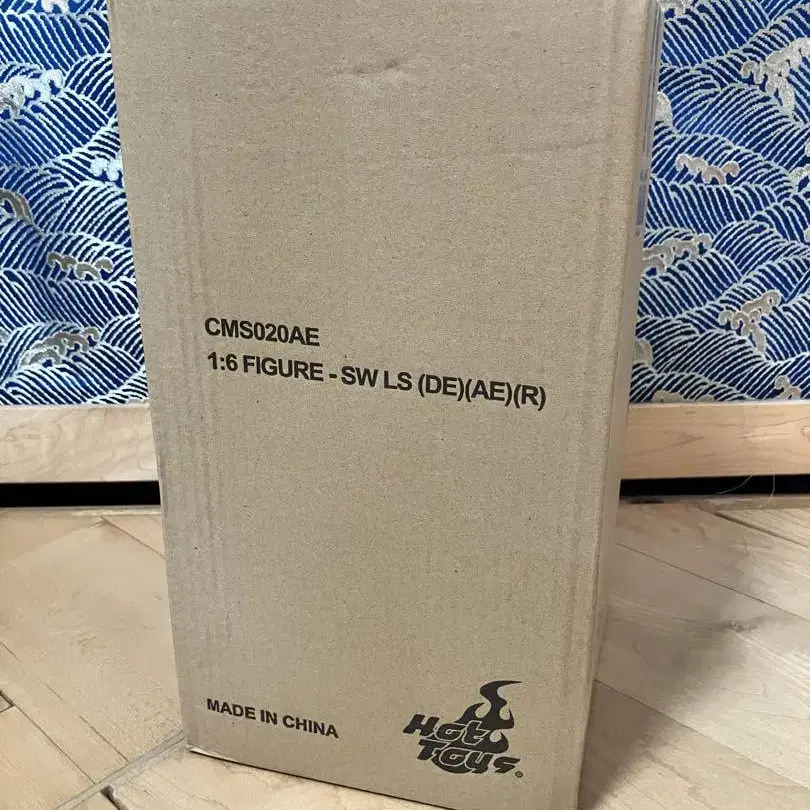 CMS020AE
1:6 FIGURE - SW LS (DE)(AE)(R)
MADE IN CHINA
Hot
Toys®